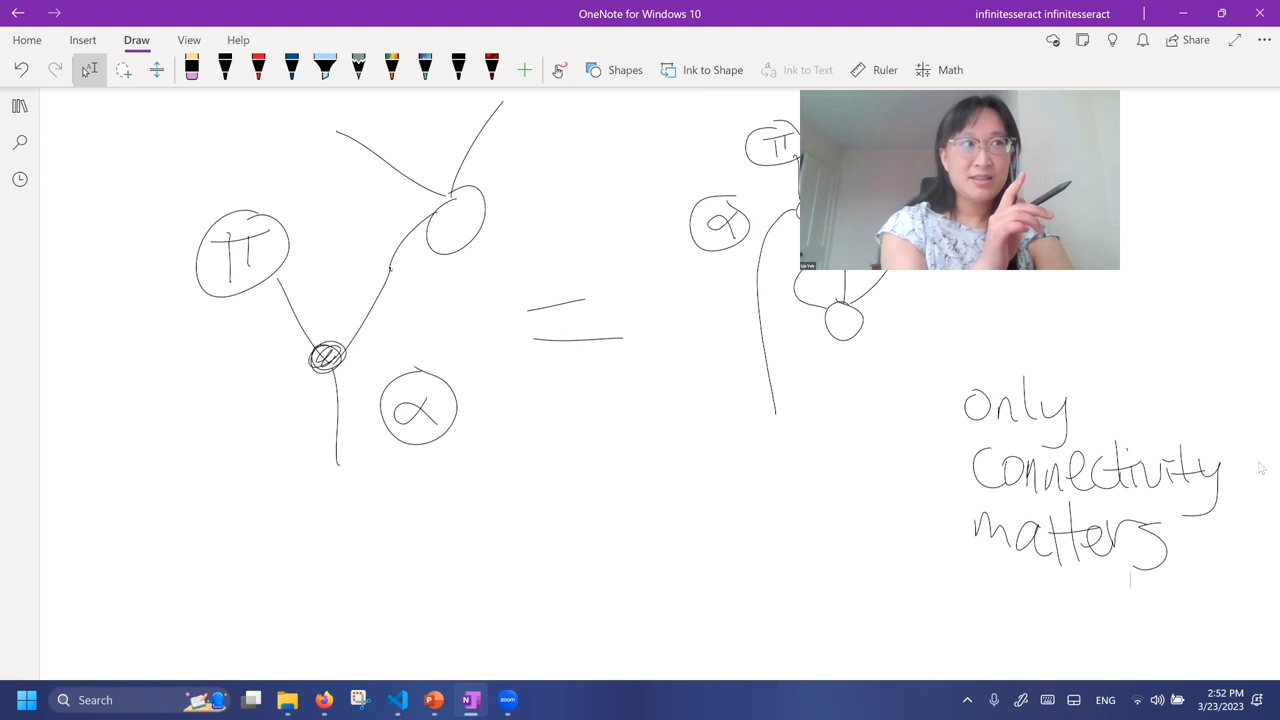 OneNote for Windows 10
infinitesseract infinitesseract
Home
Insert
Draw
View
Help
Share
Shapes
Ink to Shape
Ink to Text
Ruler
Math
π
α
=
π
α
only
connectivity
matters
Search
zoom
ENG
2:52 PM
3/23/2023